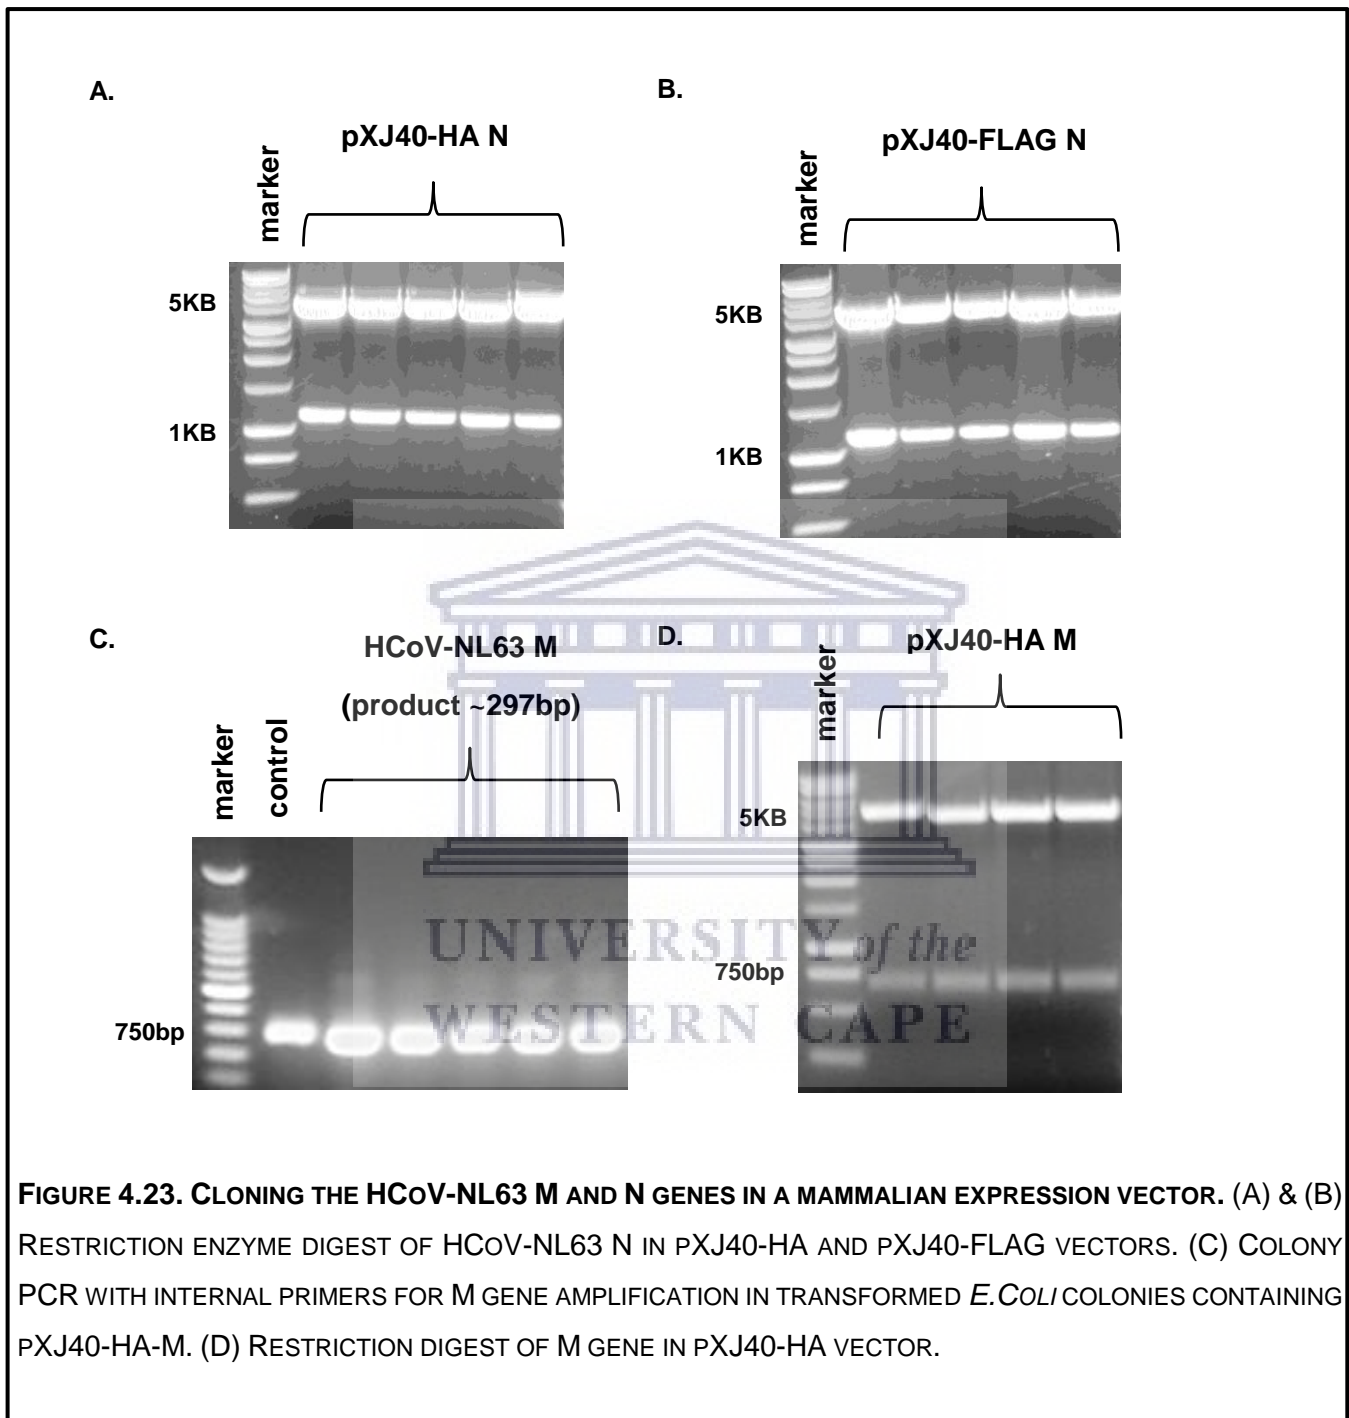 A.
pXJ40-HA N
marker
5KB
1KB
B.
pXJ40-FLAG N
marker
5KB
1KB
C.
HCoV-NL63 M
(product ~297bp)
marker
control
750bp
D.
pXJ40-HA M
marker
5KB
750bp
UNIVERSITY of the
WESTERN CAPE
FIGURE 4.23. CLONING THE HCOV-NL63 M AND N GENES IN A MAMMALIAN EXPRESSION VECTOR. (A) & (B)
RESTRICTION ENZYME DIGEST OF HCOV-NL63 N IN PXJ40-HA AND PXJ40-FLAG VECTORS. (C) COLONY
PCR WITH INTERNAL PRIMERS FOR M GENE AMPLIFICATION IN TRANSFORMED E.COLI COLONIES CONTAINING
PXJ40-HA-M. (D) RESTRICTION DIGEST OF M GENE IN PXJ40-HA VECTOR.